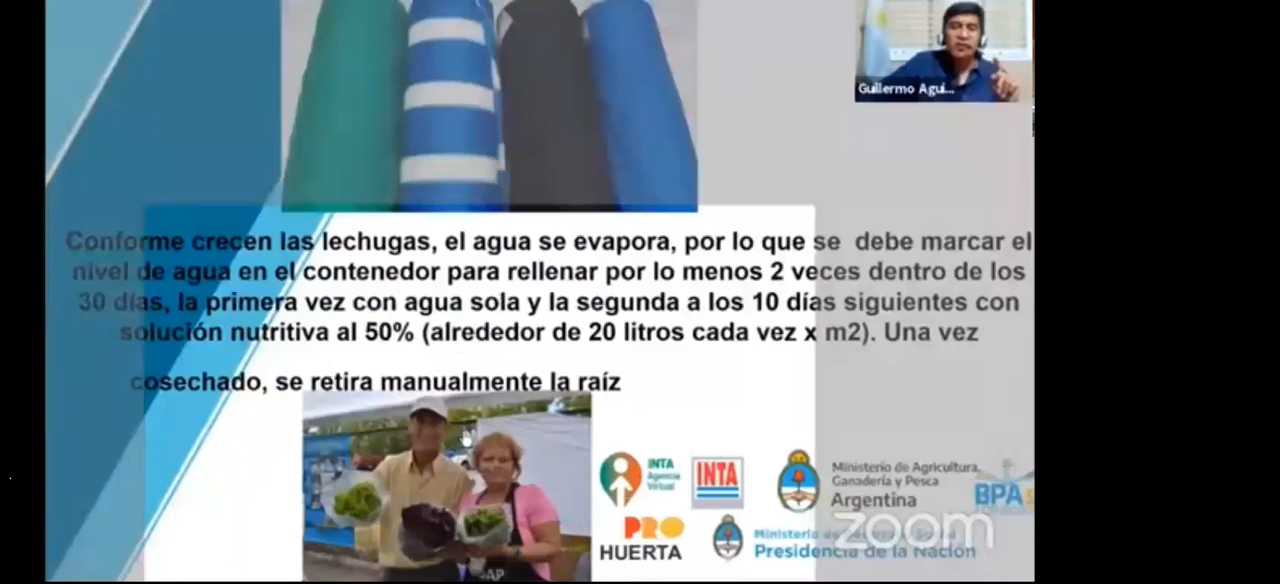 Guillermo Agui...
Conforme crecen las lechugas, el agua se evapora, por lo que se debe marcar el
nivel de agua en el contenedor para rellenar por lo menos 2 veces dentro de los
30 días, la primera vez con agua sola y la segunda a los 10 días siguientes con
solución nutritiva al 50% (alrededor de 20 litros cada vez x m2). Una vez
cosechado, se retira manualmente la raíz
INTA
Agencia
Virtual
INTA
Ministerio de Agricultura,
Ganadería y Pesca
Argentina
BPA
PRO
HUERTA
Ministerio de
Presidencia de la Nación
zoom